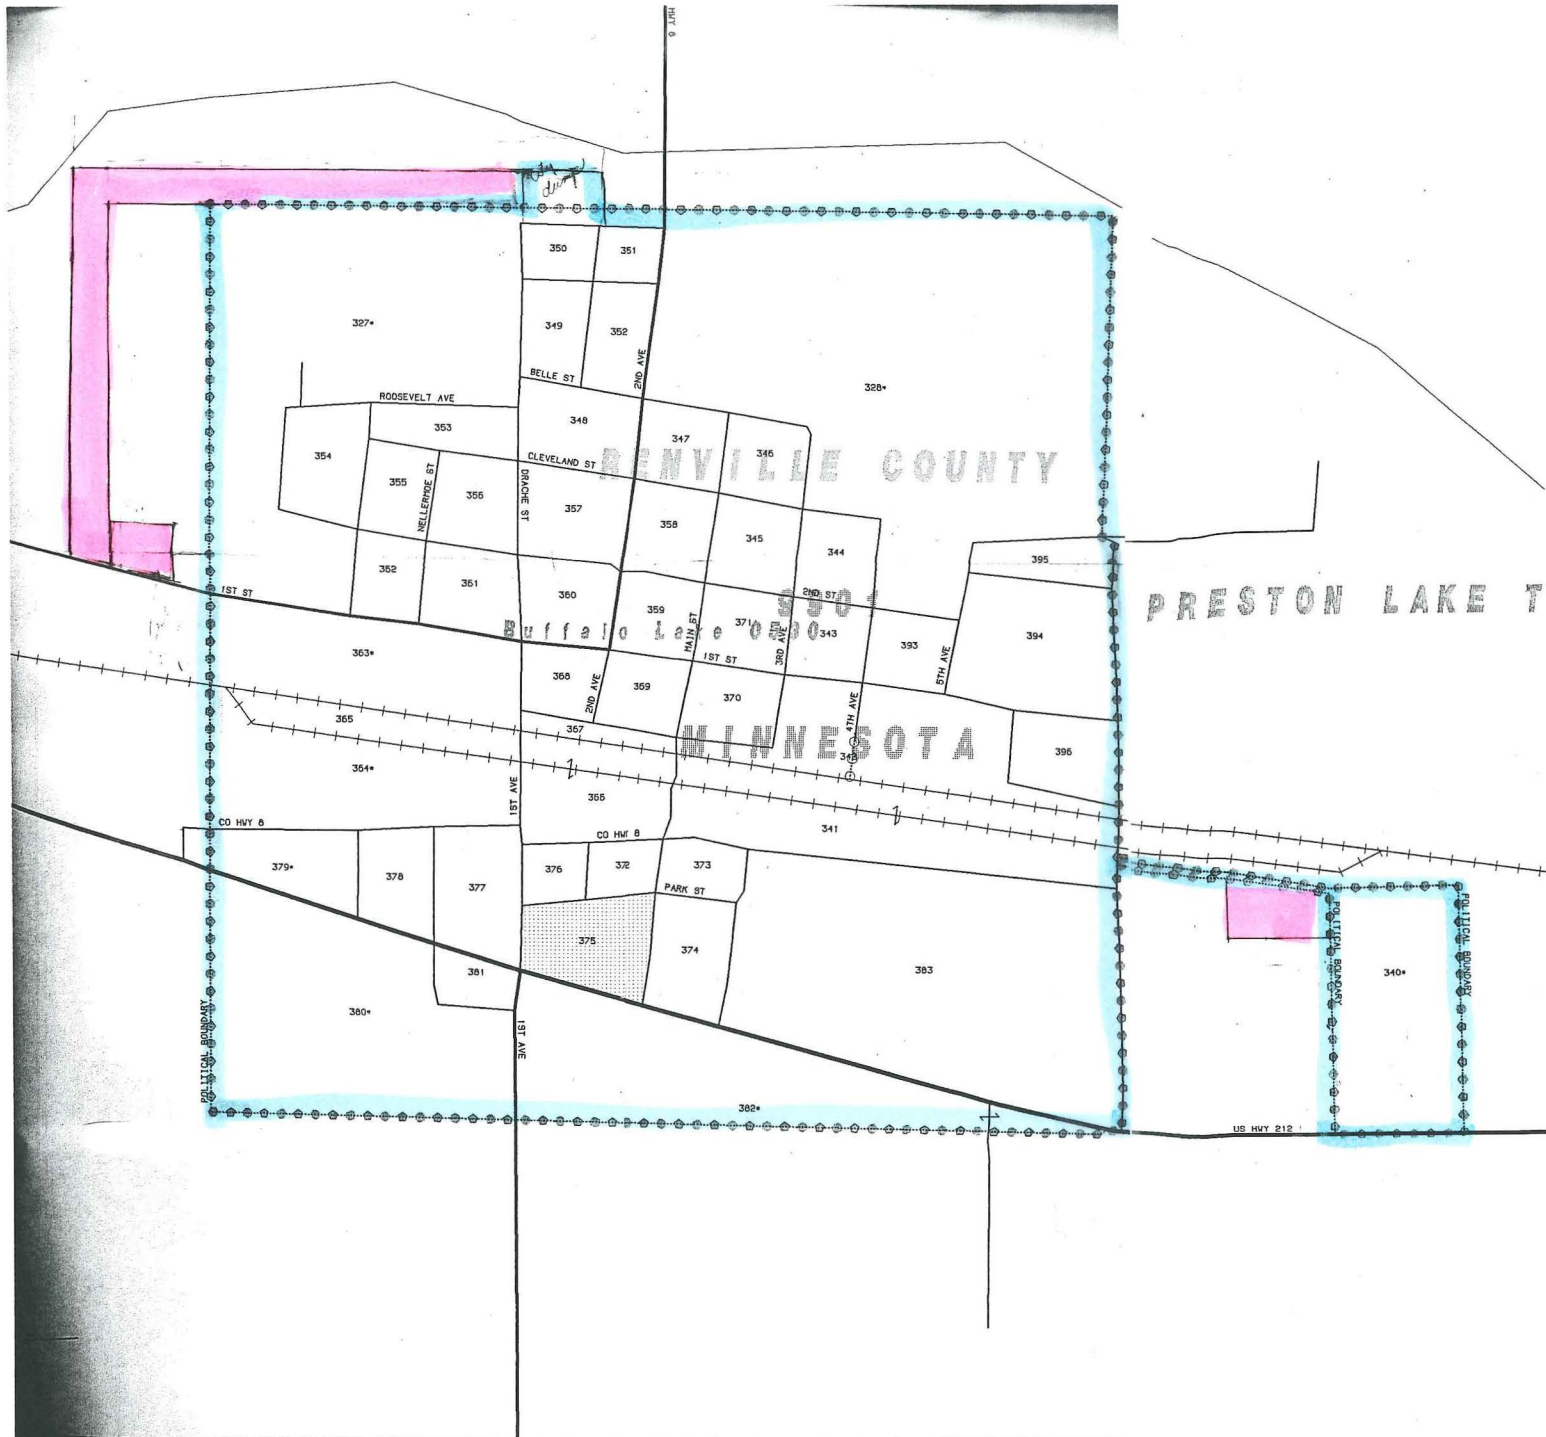 HWY 6
city
dump
350
351
327*
349
352
2ND AVE
BELLE ST
328*
ROOSEVELT AVE
353
348
347
346
354
CLEVELAND ST
RENVILLE COUNTY
355
NELLERMOE ST
356
DRACHE ST
357
358
345
344
352
351
360
359
2ND ST
395
1ST ST
PRESTON LAKE T
Buffalo Lake
371
343
394
MAIN ST
3RD AVE
393
5TH AVE
363*
1ST ST
368
2ND AVE
369
370
4TH AVE
365
367
MINNESOTA
342
396
364*
1ST AVE
366
CO HWY 8
CO HWY 8
341
379*
378
377
376
372
373
PARK ST
375
374
383
381
380*
POLITICAL BOUNDARY
1ST AVE
POLITICAL BOUNDARY
340*
POLITICAL BOUNDARY
382*
US HWY 212